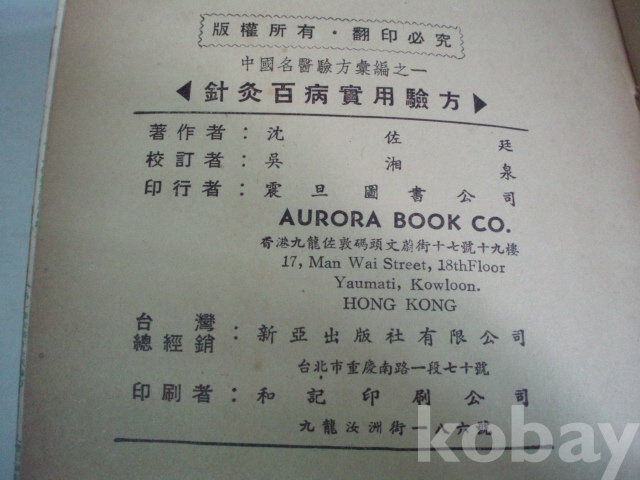 版權所有・翻印必究
中國名醫驗方彙編之一
針灸百病實用驗方
著作者：沈佐廷
校訂者：吳湘泉
印行者：震旦圖書公司
AURORA BOOK CO.
香港九龍佐敦碼頭文蔚街十七號十九樓
17, Man Wai Street, 18thFloor
Yaumati, Kowloon.
HONG KONG
台灣總經銷：新亞出版社有限公司
台北市重慶南路一段七十號
印刷者：和記印刷公司
九龍汝洲街一八六號
kobay